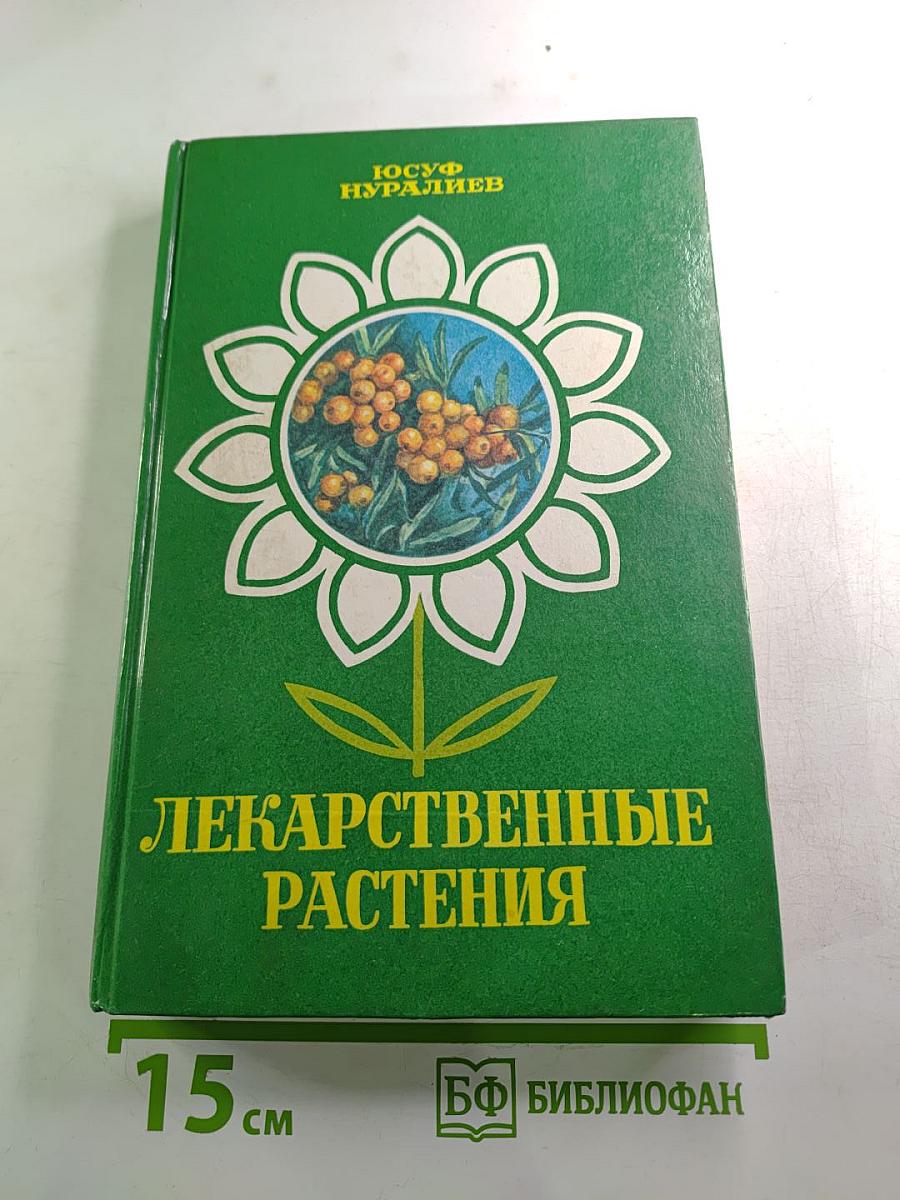 ЮСУФ
НУРАЛИЕВ
ЛЕКАРСТВЕННЫЕ
РАСТЕНИЯ
15 см
БФ БИБЛИОФАН